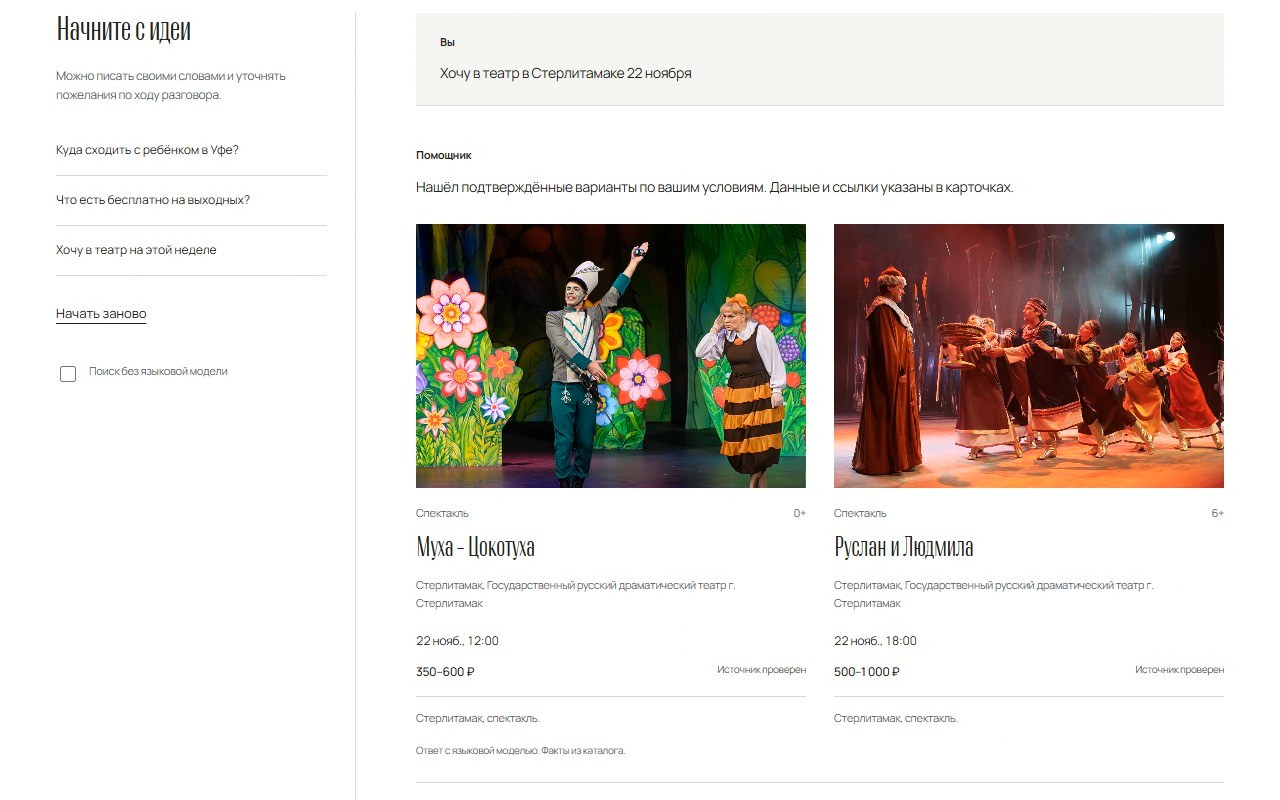 Начните с идеи
Можно писать своими словами и уточнять
пожелания по ходу разговора.
Куда сходить с ребёнком в Уфе?
Что есть бесплатно на выходных?
Хочу в театр на этой неделе
Начать заново
Поиск без языковой модели
Вы
Хочу в театр в Стерлитамаке 22 ноября
Помощник
Нашёл подтверждённые варианты по вашим условиям. Данные и ссылки указаны в карточках.
Спектакль 0+
Муха - Цокотуха
Стерлитамак, Государственный русский драматический театр г.
Стерлитамак
22 нояб., 12:00
350–600 ₽ Источник проверен
Стерлитамак, спектакль.
Спектакль 6+
Руслан и Людмила
Стерлитамак, Государственный русский драматический театр г.
Стерлитамак
22 нояб., 18:00
500–1 000 ₽ Источник проверен
Стерлитамак, спектакль.
Ответ с языковой моделью. Факты из каталога.